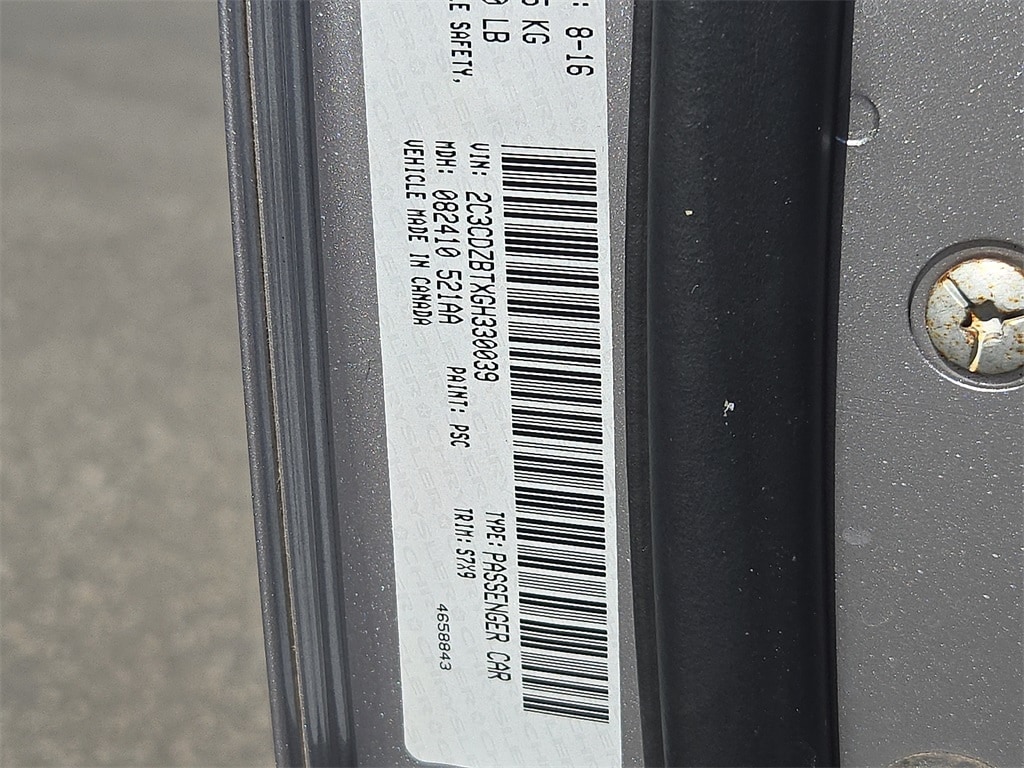 : 8-16
KG
LB
E SAFETY,
VIN: 2C3CDZBTXGH330039
TYPE: PASSENGER CAR
MDH: 082410 521AA PAINT: PSC TRIM: S7X9
VEHICLE MADE IN CANADA
4658843